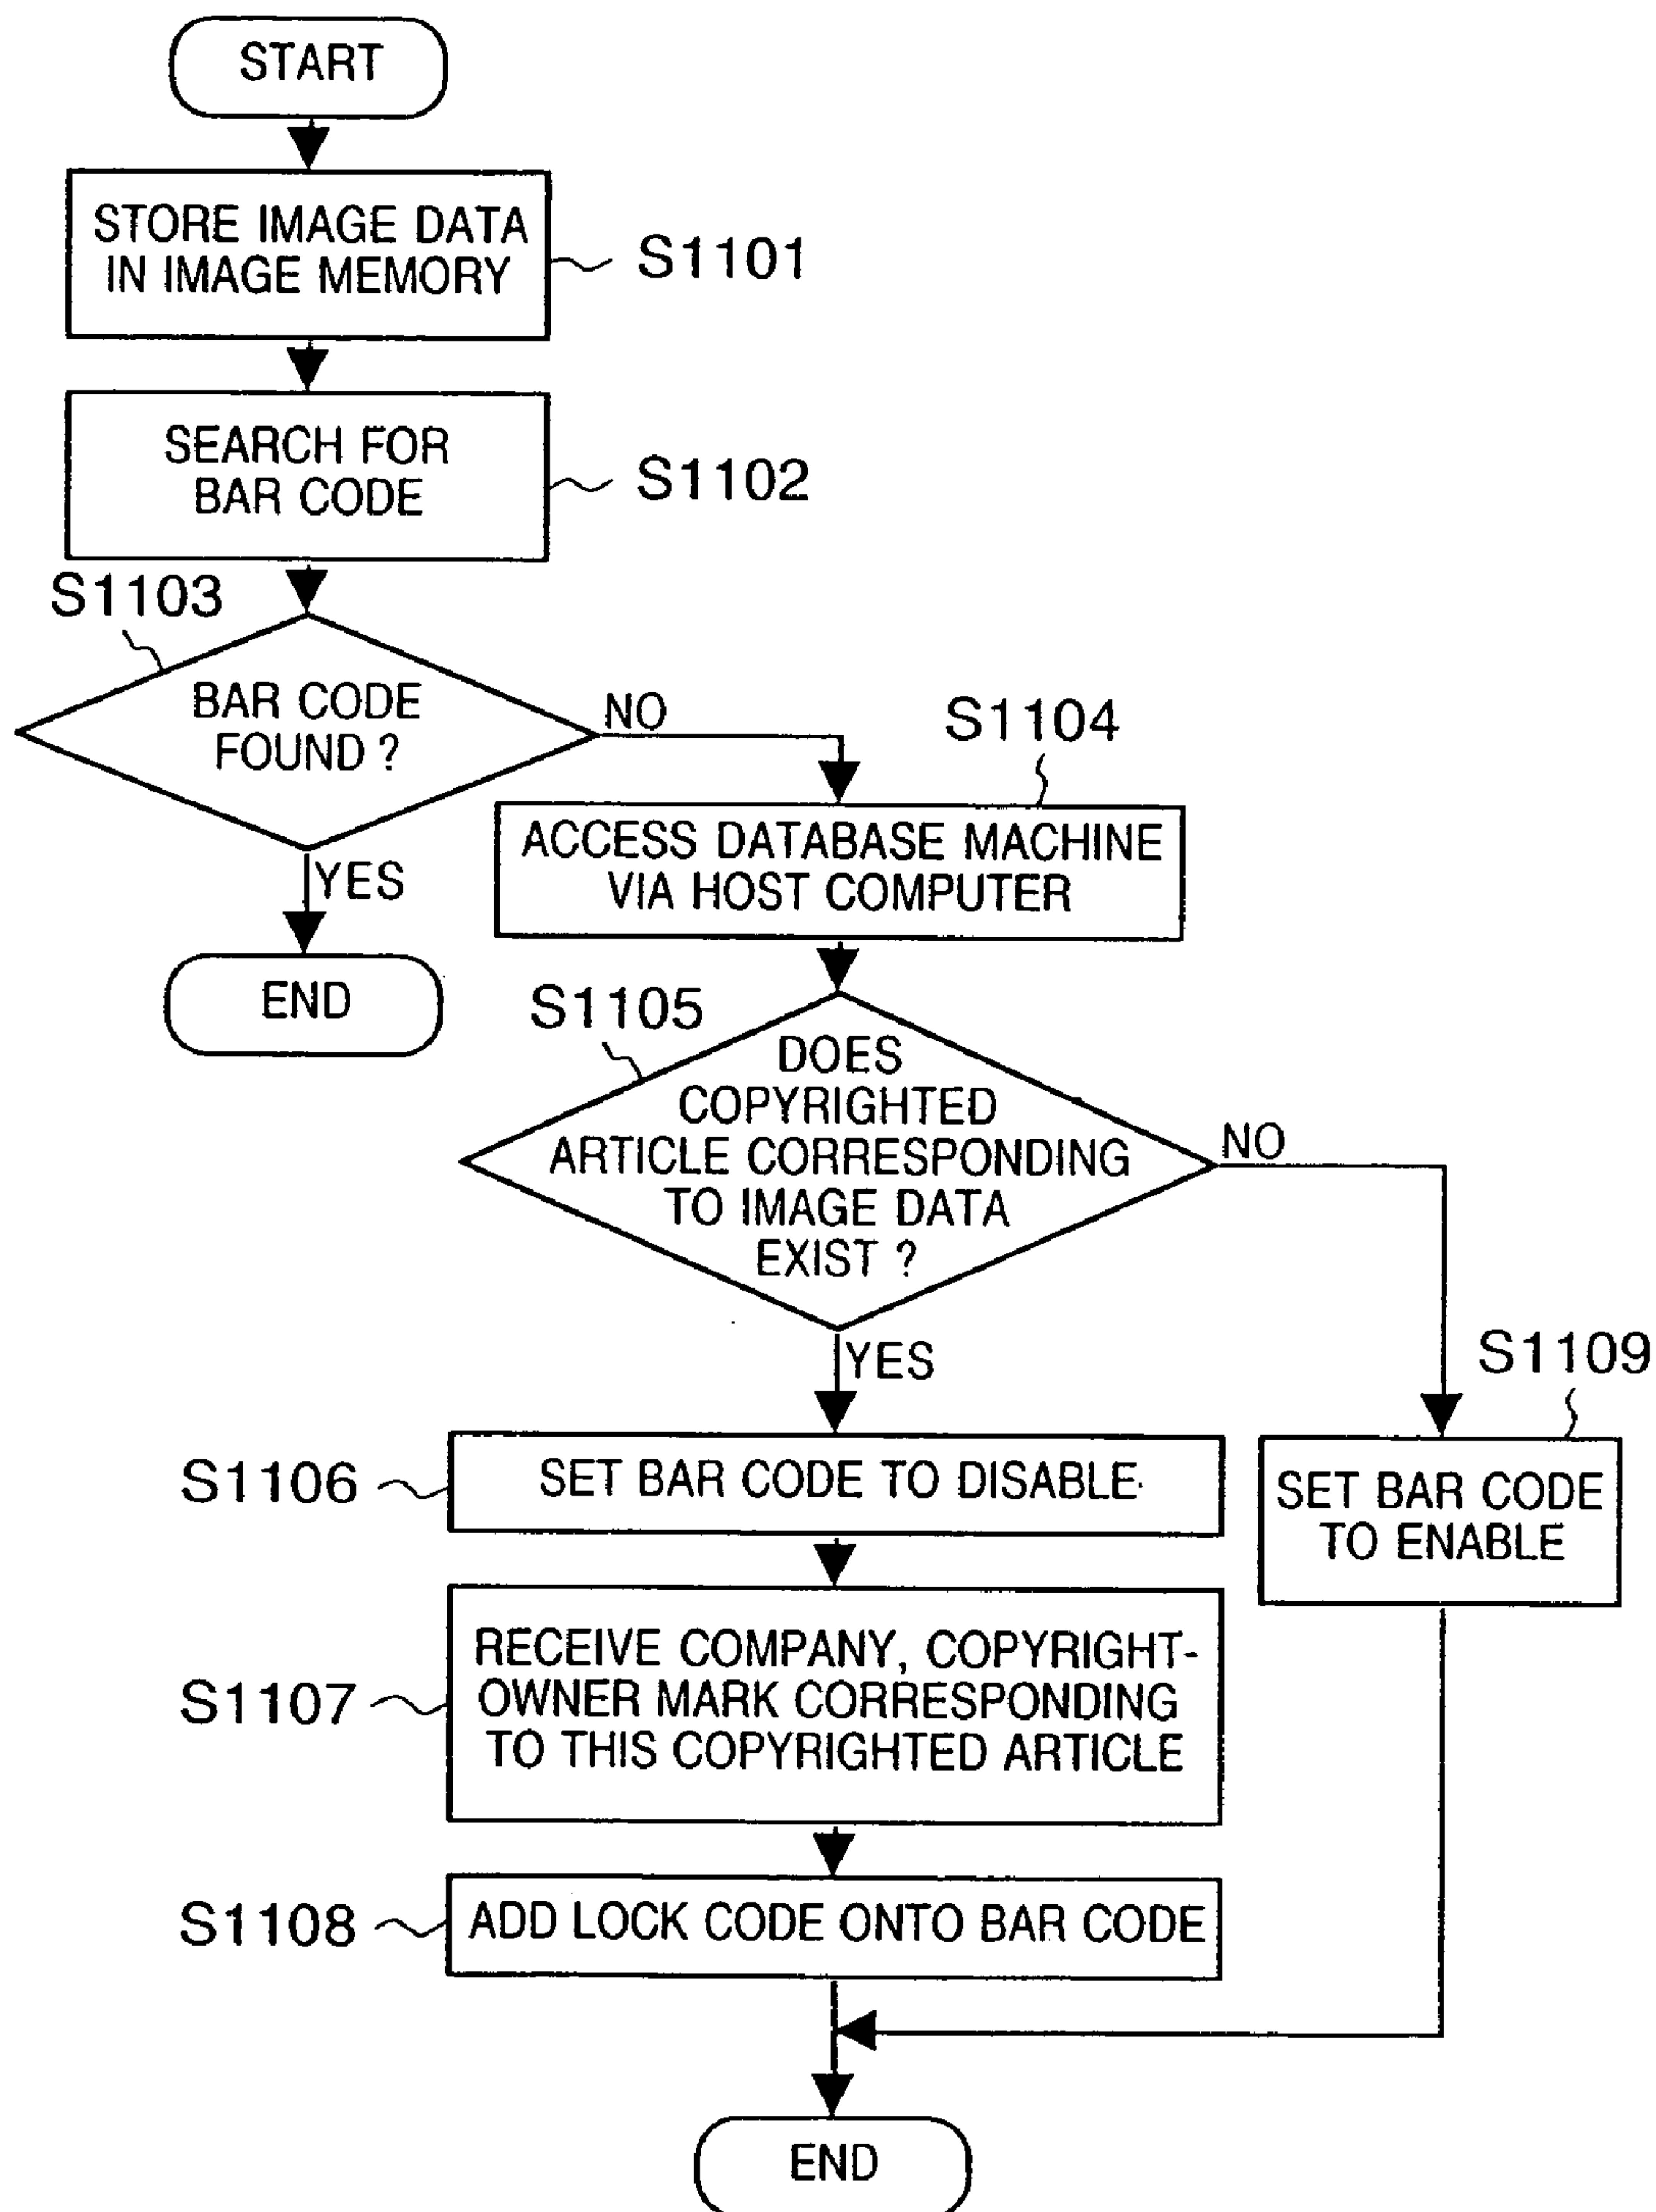 START
STORE IMAGE DATA
IN IMAGE MEMORY
S1101
SEARCH FOR
BAR CODE
S1102
S1103
BAR CODE
FOUND ?
NO
YES
END
S1104
ACCESS DATABASE MACHINE
VIA HOST COMPUTER
S1105
DOES
COPYRIGHTED
ARTICLE CORRESPONDING
TO IMAGE DATA
EXIST ?
NO
YES
S1109
SET BAR CODE
TO ENABLE
S1106
SET BAR CODE TO DISABLE
S1107
RECEIVE COMPANY, COPYRIGHT-
OWNER MARK CORRESPONDING
TO THIS COPYRIGHTED ARTICLE
S1108
ADD LOCK CODE ONTO BAR CODE
END